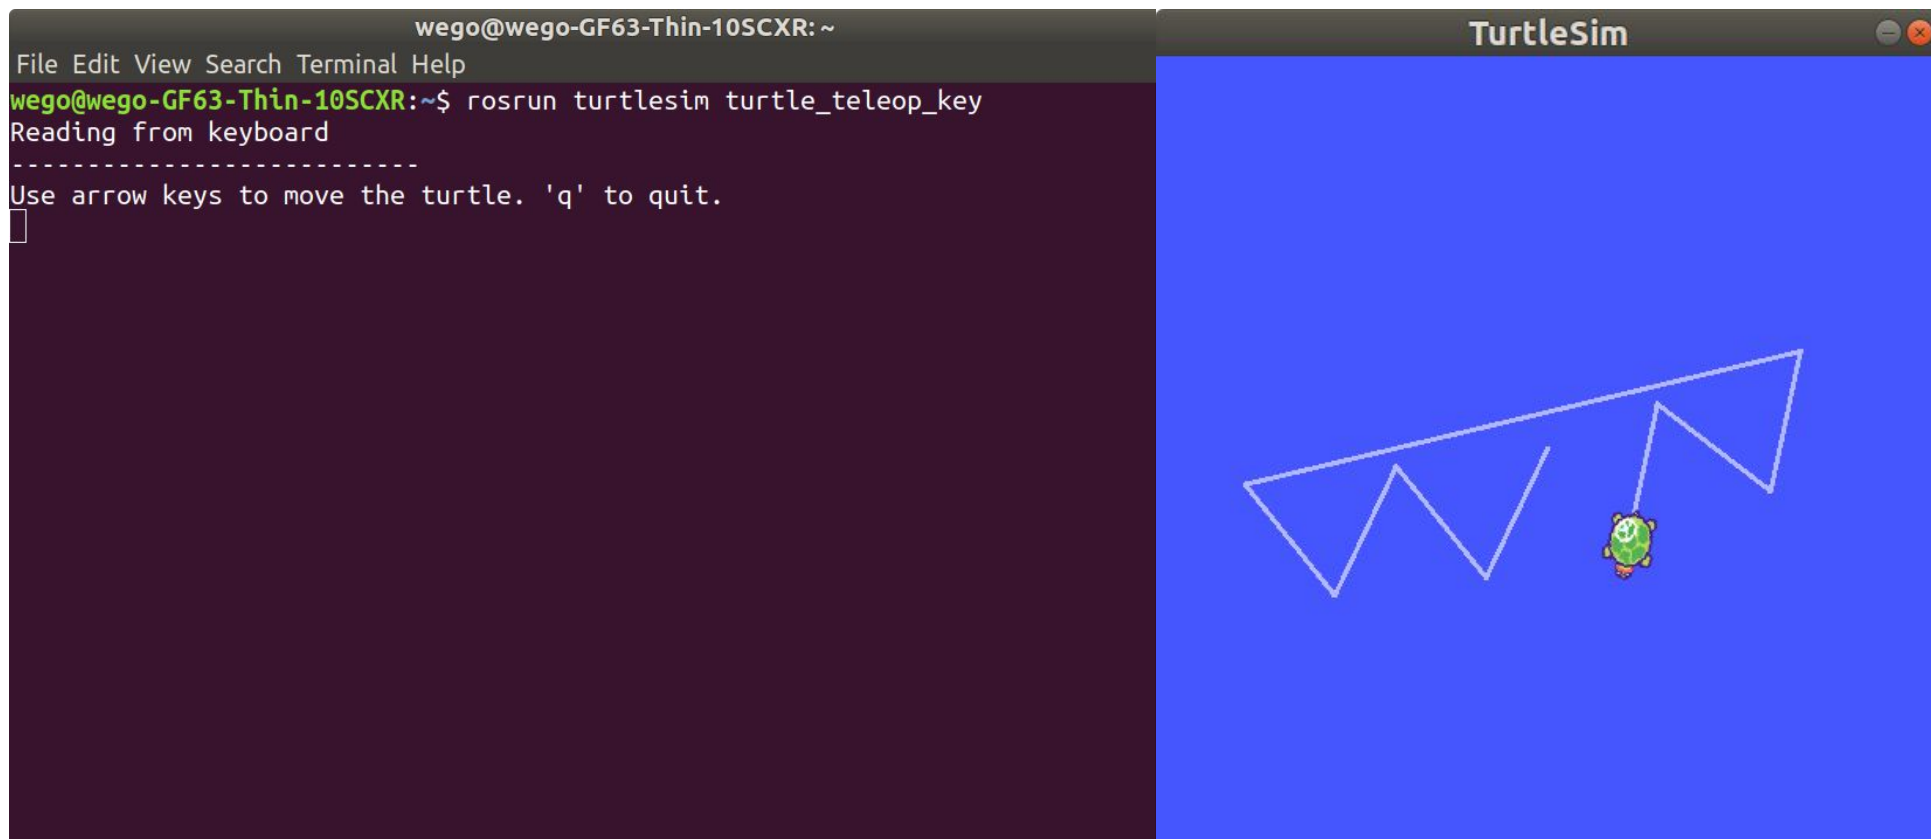 wego@wego-GF63-Thin-10SCXR: ~
File Edit View Search Terminal Help
wego@wego-GF63-Thin-10SCXR:~$ rosrun turtlesim turtle_teleop_key
Reading from keyboard
---------------------------
Use arrow keys to move the turtle. 'q' to quit.
TurtleSim